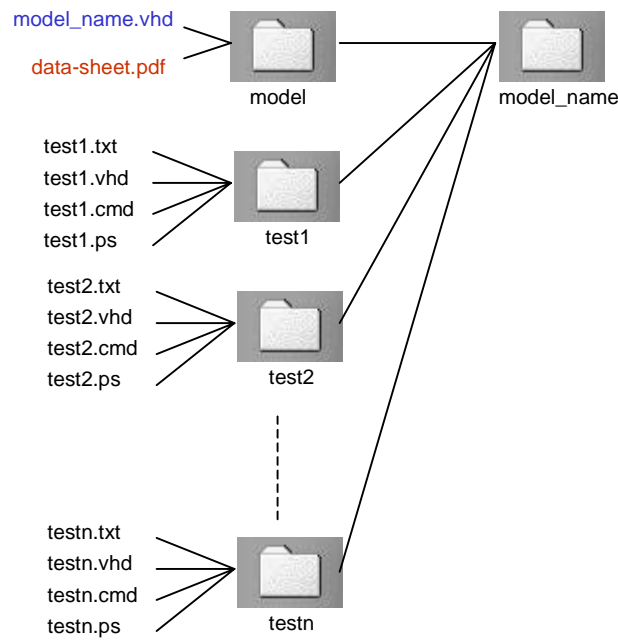 model_name.vhd
data-sheet.pdf
model
model_name
test1.txt
test1.vhd
test1.cmd
test1.ps
test1
test2.txt
test2.vhd
test2.cmd
test2.ps
test2
testn.txt
testn.vhd
testn.cmd
testn.ps
testn